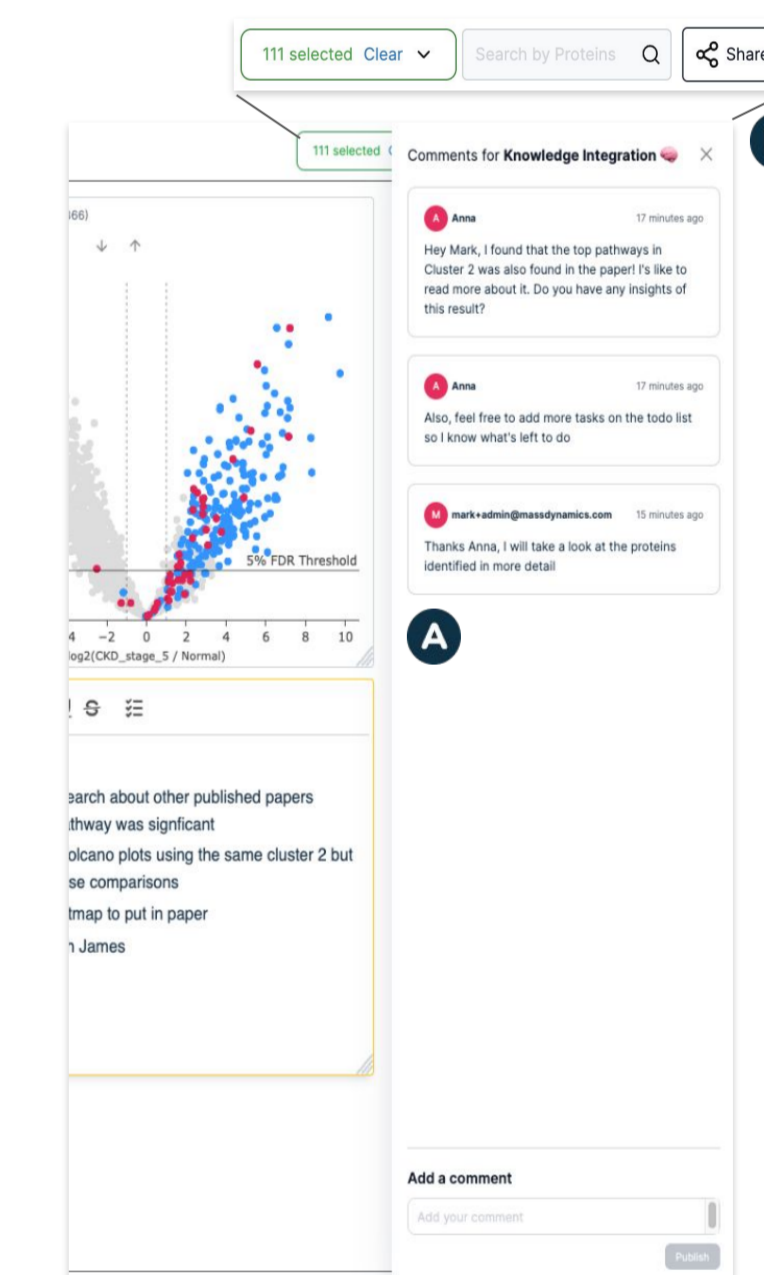 111 selected Clear
Search by Proteins
Share
111 selected
Comments for Knowledge Integration
A Anna 17 minutes ago
Hey Mark, I found that the top pathways in
Cluster 2 was also found in the paper! I's like to
read more about it. Do you have any insights of
this result?
A Anna 17 minutes ago
Also, feel free to add more tasks on the todo list
so I know what's left to do
M mark+admin@massdynamics.com 15 minutes ago
Thanks Anna, I will take a look at the proteins
identified in more detail
A
Add a comment
Add your comment
Publish
66)
5% FDR Threshold
4 −2 0 2 4 6 8 10
log2(CKD_stage_5 / Normal)
S
earch about other published papers
thway was signficant
olcano plots using the same cluster 2 but
se comparisons
tmap to put in paper
James